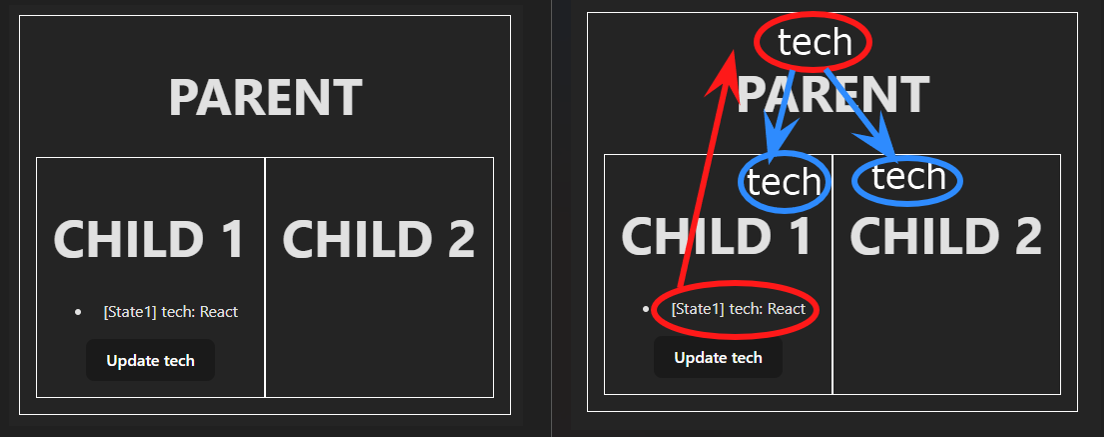 PARENT
CHILD 1
CHILD 2
• [State1] tech: React
Update tech
tech
PARENT
tech
tech
CHILD 1
CHILD 2
• [State1] tech: React
Update tech